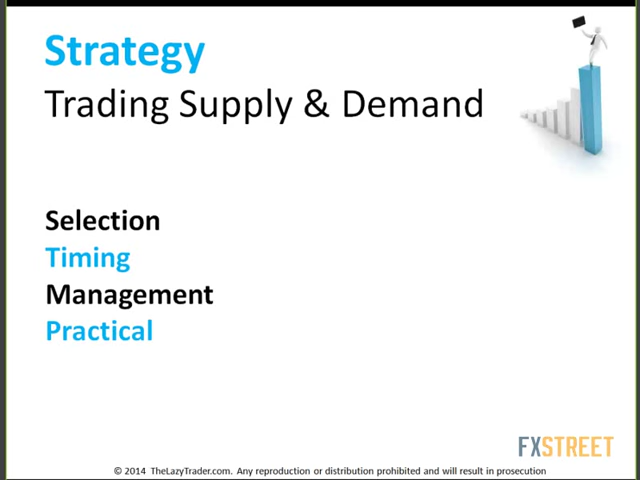 Strategy
Trading Supply & Demand
Selection
Timing
Management
Practical
FXSTREET
© 2014 TheLazyTrader.com. Any reproduction or distribution prohibited and will result in prosecution